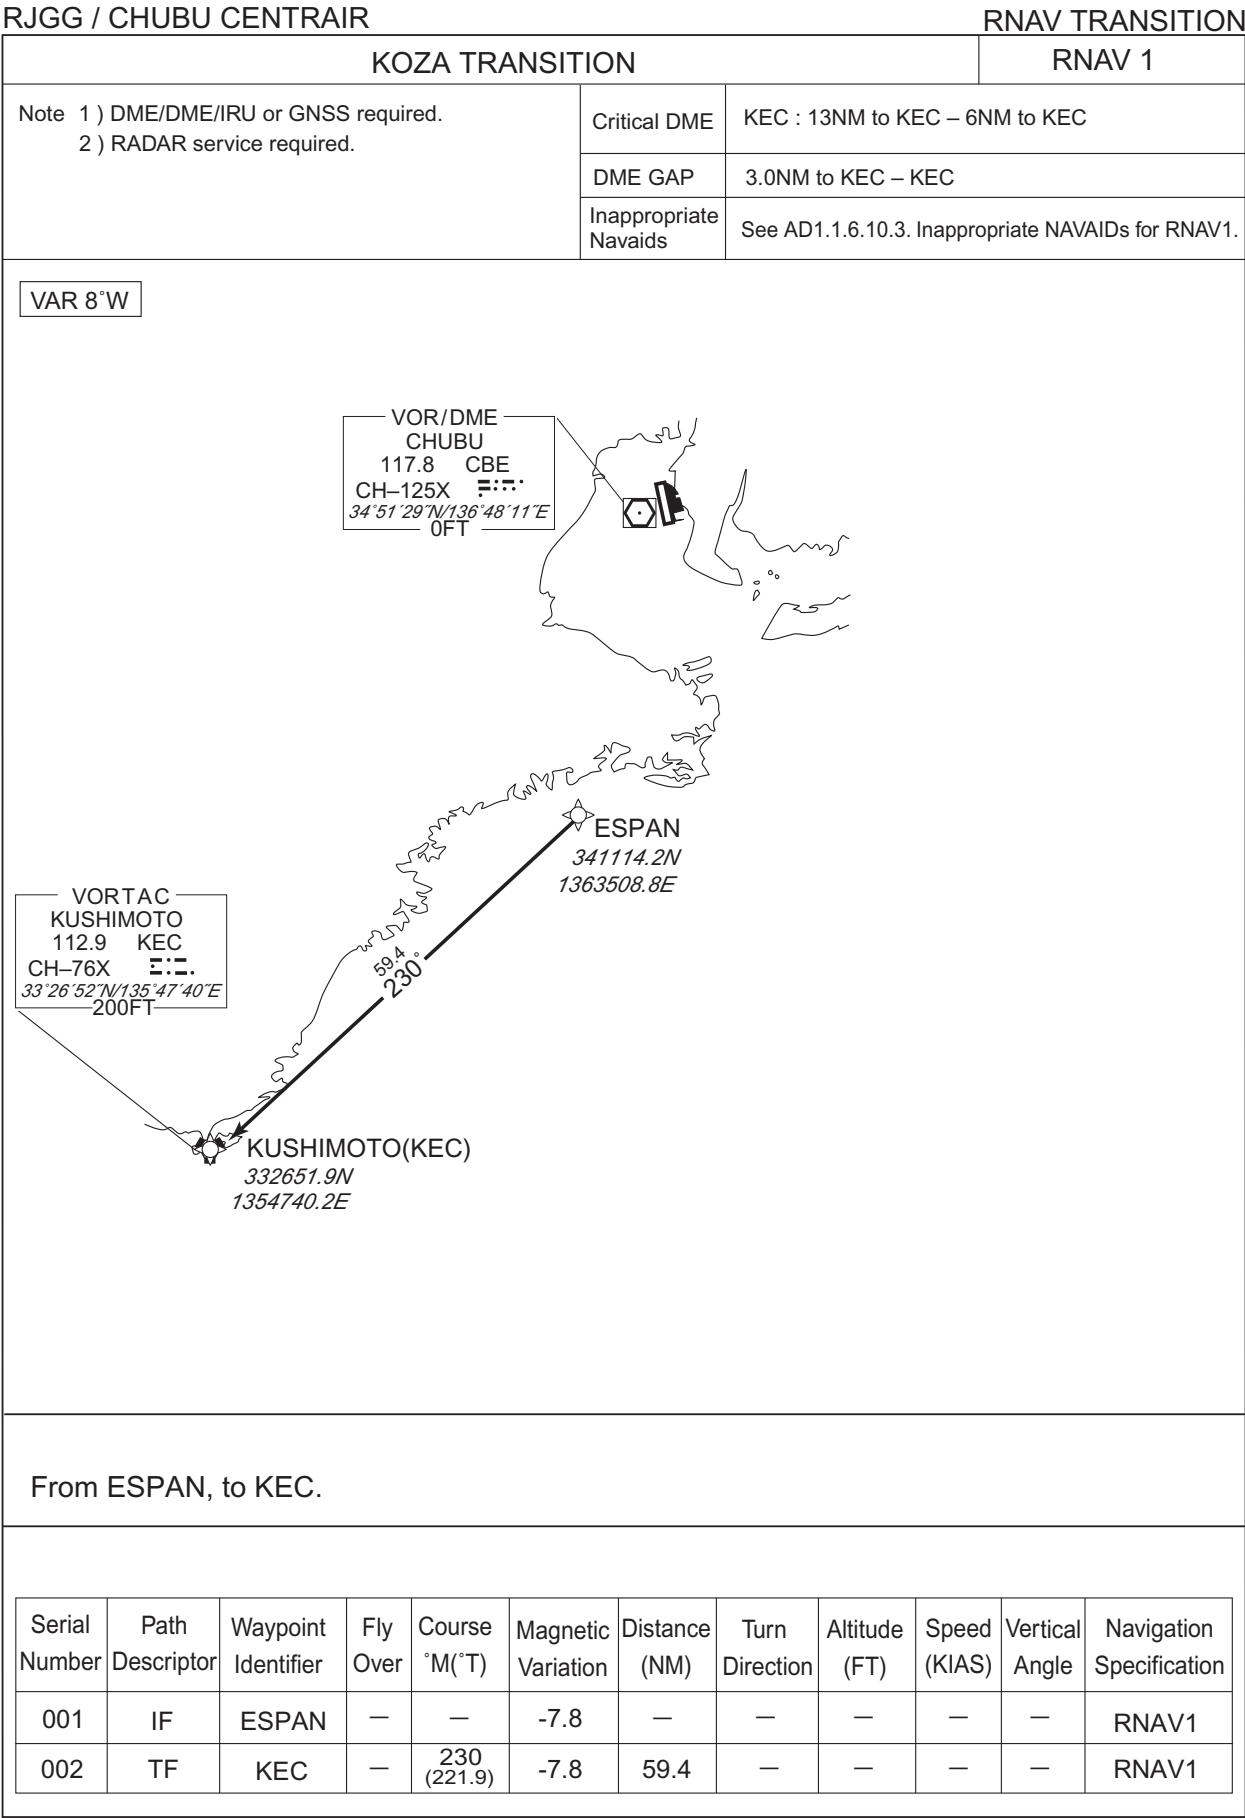 RJGG / CHUBU CENTRAIR
RNAV TRANSITION
KOZA TRANSITION
RNAV 1
Note 1 ) DME/DME/IRU or GNSS required.
2 ) RADAR service required.
Critical DME
KEC : 13NM to KEC – 6NM to KEC
DME GAP
3.0NM to KEC – KEC
Inappropriate
Navaids
See AD1.1.6.10.3. Inappropriate NAVAIDs for RNAV1.
VAR 8˚W
VOR/DME
CHUBU
117.8 CBE
CH–125X
34˚51´29˝N/136˚48´11˝E
0FT
ESPAN
341114.2N
1363508.8E
59.4
230˚
VORTAC
KUSHIMOTO
112.9 KEC
CH–76X
33˚26´52˝N/135˚47´40˝E
200FT
KUSHIMOTO(KEC)
332651.9N
1354740.2E
From ESPAN, to KEC.
Serial Number | Path Descriptor | Waypoint Identifier | Fly Over | Course ˚M(˚T) | Magnetic Variation | Distance (NM) | Turn Direction | Altitude (FT) | Speed (KIAS) | Vertical Angle | Navigation Specification
001 | IF | ESPAN | — | — | -7.8 | — | — | — | — | — | RNAV1
002 | TF | KEC | — | 230 (221.9) | -7.8 | 59.4 | — | — | — | — | RNAV1